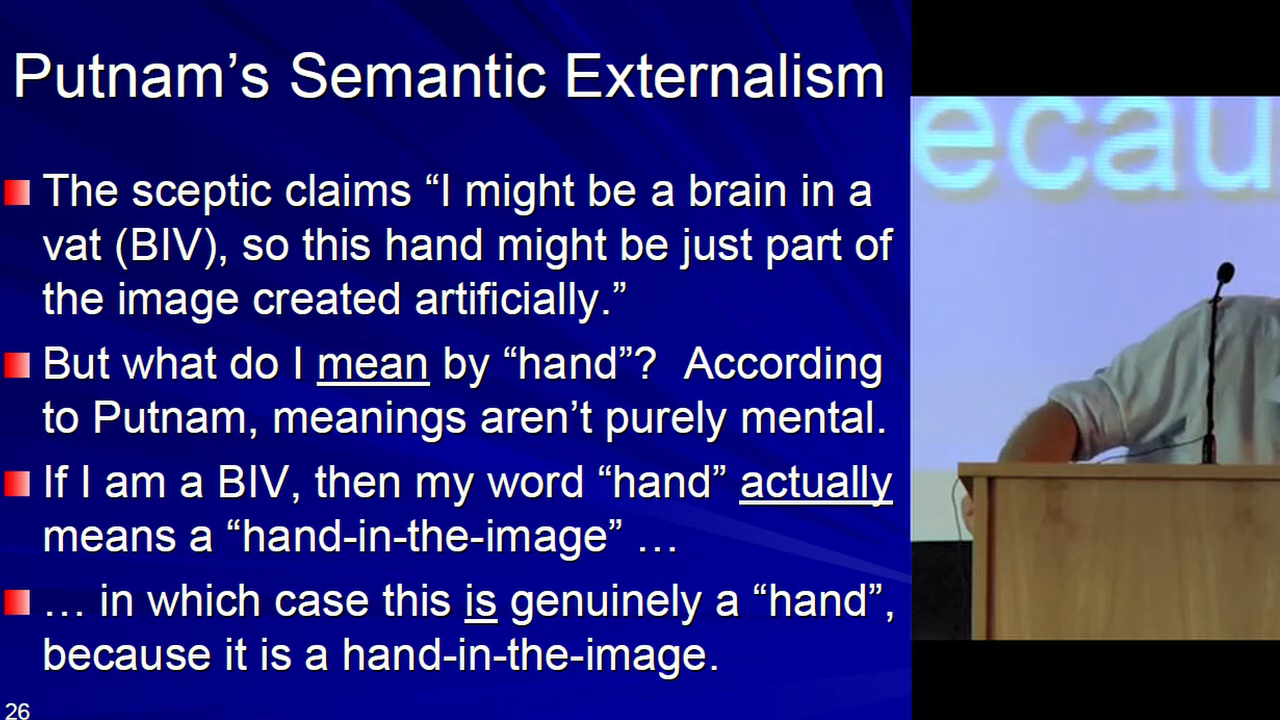 Putnam’s Semantic Externalism
The sceptic claims “I might be a brain in a
vat (BIV), so this hand might be just part of
the image created artificially.”
But what do I mean by “hand”?  According
to Putnam, meanings aren’t purely mental.
If I am a BIV, then my word “hand” actually
means a “hand-in-the-image” …
… in which case this is genuinely a “hand”,
because it is a hand-in-the-image.
26
ecau